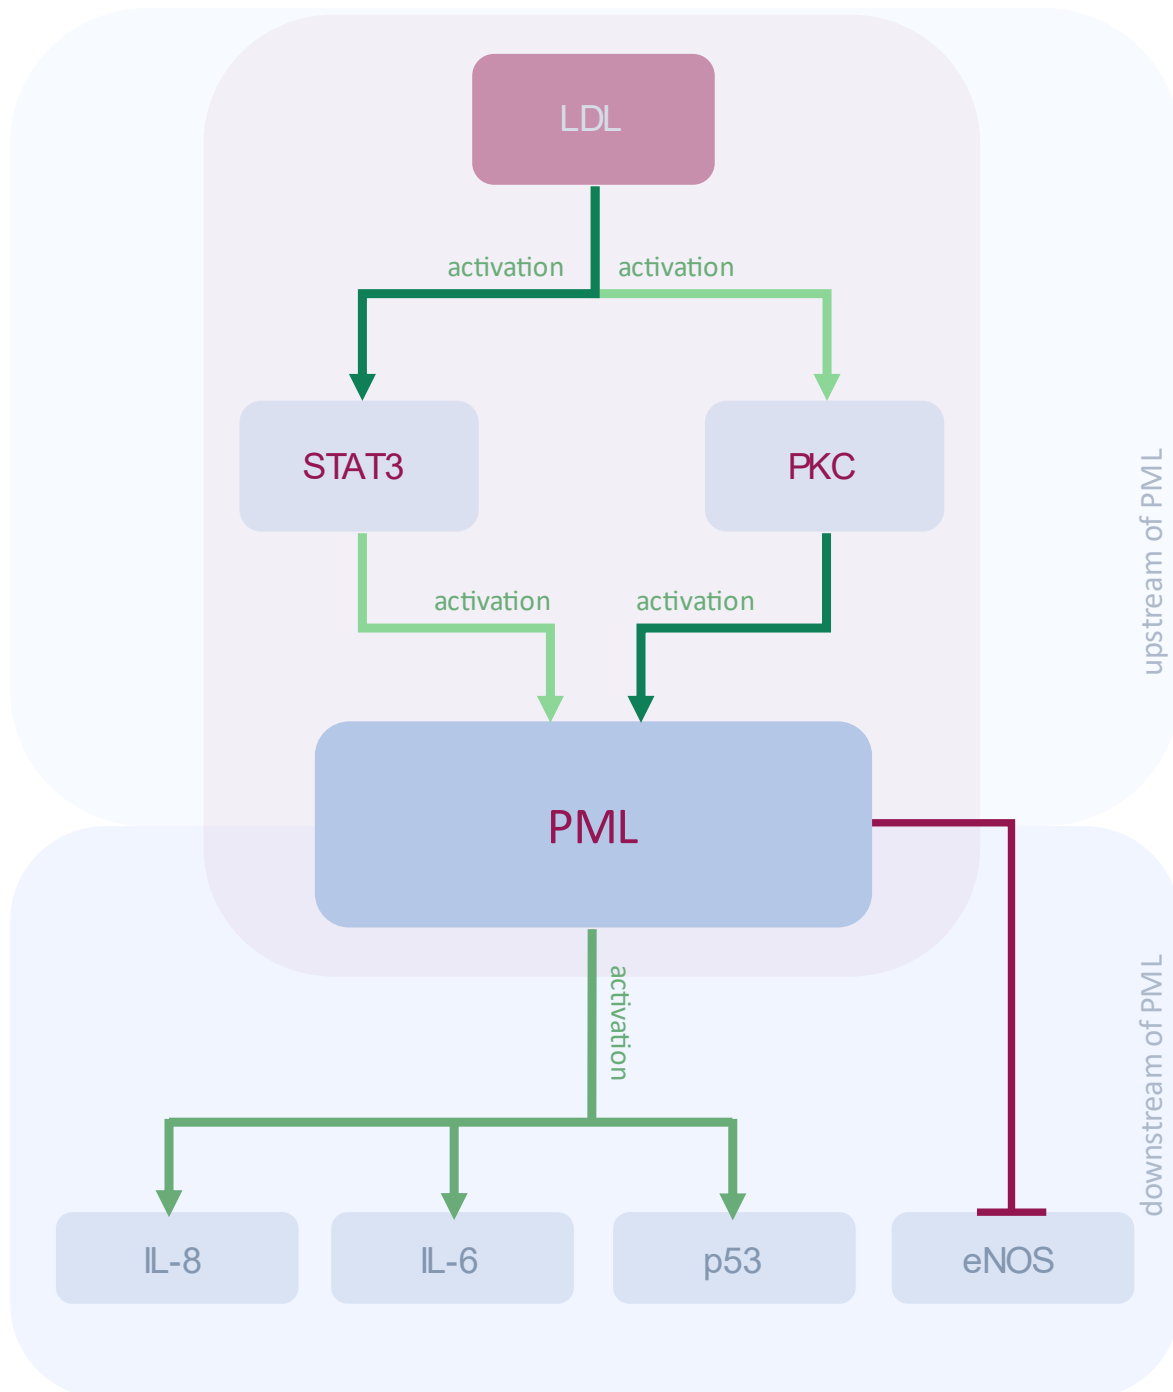 LDL
activation
activation
STAT3
PKC
upstream of PML
activation
activation
PML
activation
downstream of PML
IL-8
IL-6
p53
eNOS